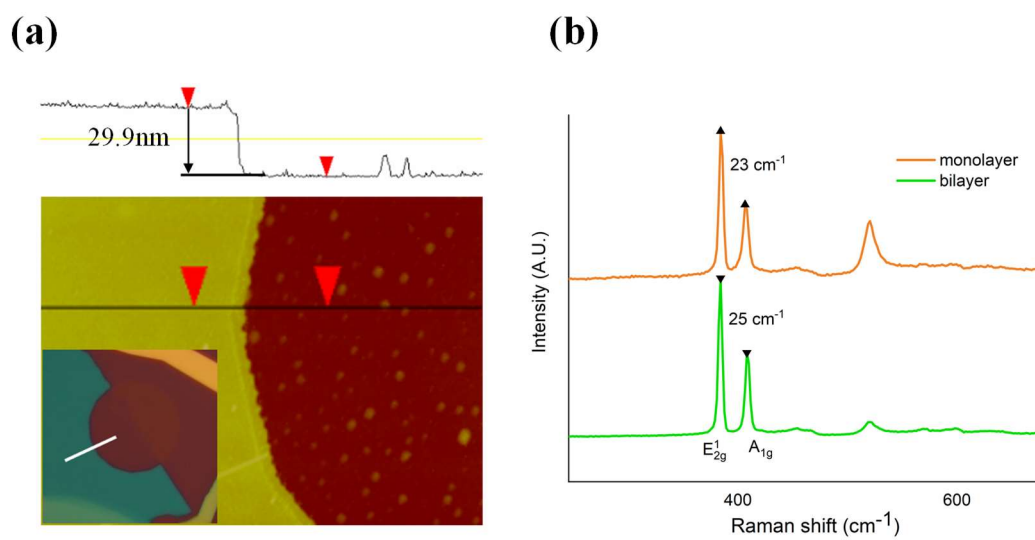 (a)
29.9nm
(b)
23 cm⁻¹
monolayer
bilayer
25 cm⁻¹
Intensity (A.U.)
E¹₂g
A₁g
400
600
Raman shift (cm⁻¹)